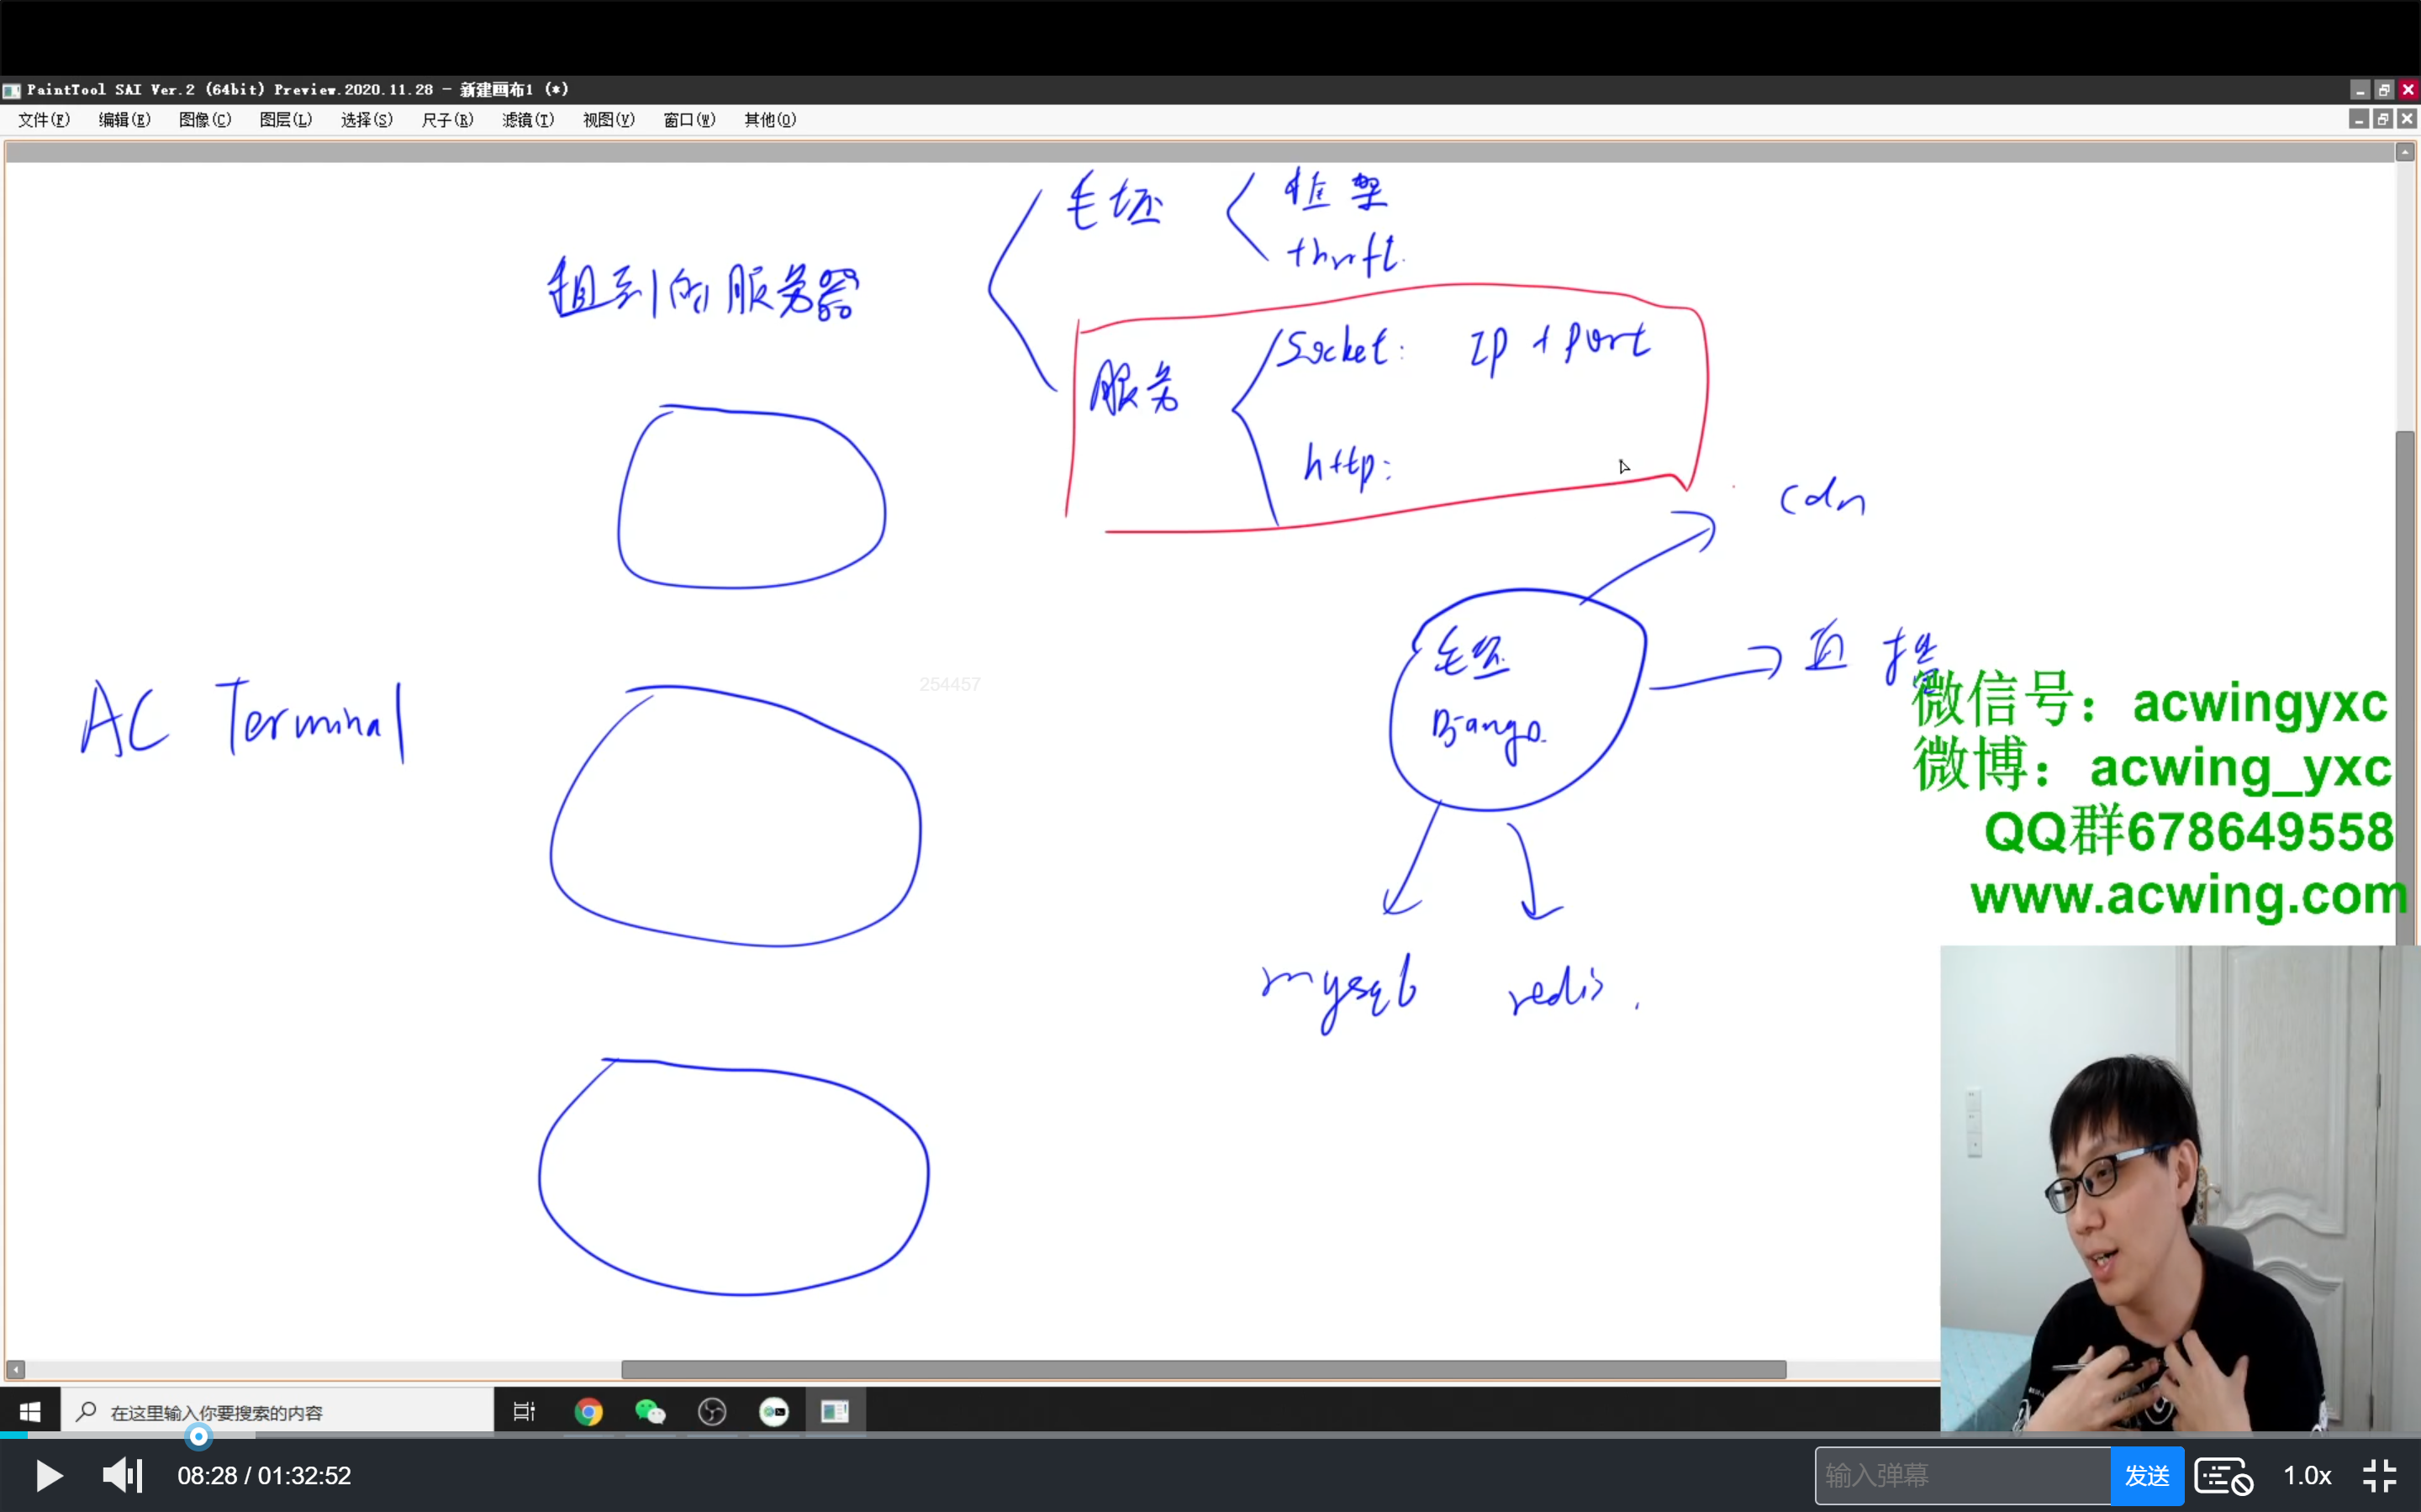 PaintTool SAI Ver.2 (64bit) Preview.2020.11.28 - 新建画布1 (*)
文件(F) 编辑(E) 图像(C) 图层(L) 选择(S) 尺子(R) 滤镜(T) 视图(V) 窗口(W) 其他(O)
毛坯 框架
thrift.
租到的服务器
服务 Socket: IP + Port
http:
cdn
毛坯
Django.
直接
AC Terminal
254457
微信号：acwingyxc
微博：acwing_yxc
QQ群678649558
www.acwing.com
mysql redis.
在这里输入你要搜索的内容
08:28 / 01:32:52
输入弹幕 发送 1.0x